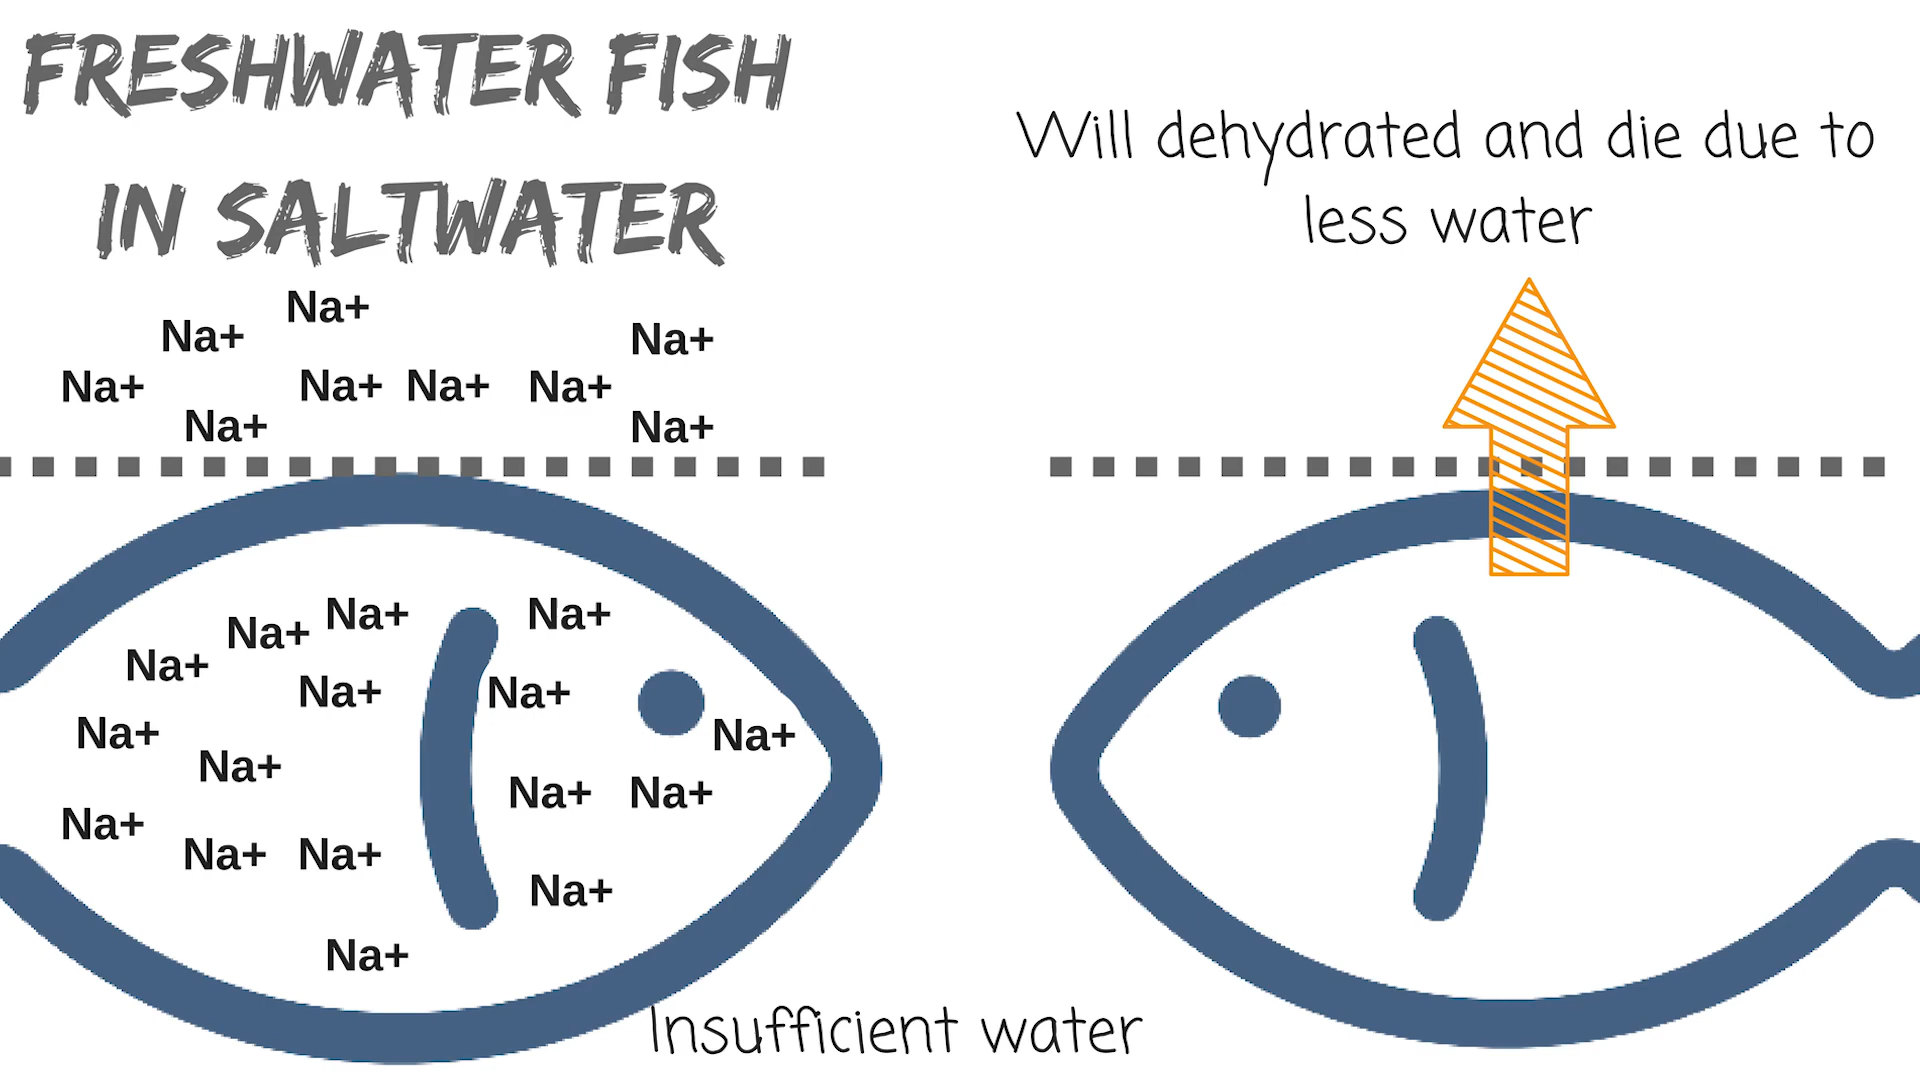 FRESHWATER FISH
IN SALTWATER
Will dehydrated and die due to
less water
Na+
Na+
Na+
Na+
Na+ Na+ Na+
Na+
Na+
Na+
Na+
Na+
Na+
Na+
Na+
Na+
Na+
Na+
Na+
Na+ Na+
Na+
Na+ Na+
Na+
Na+
Insufficient water